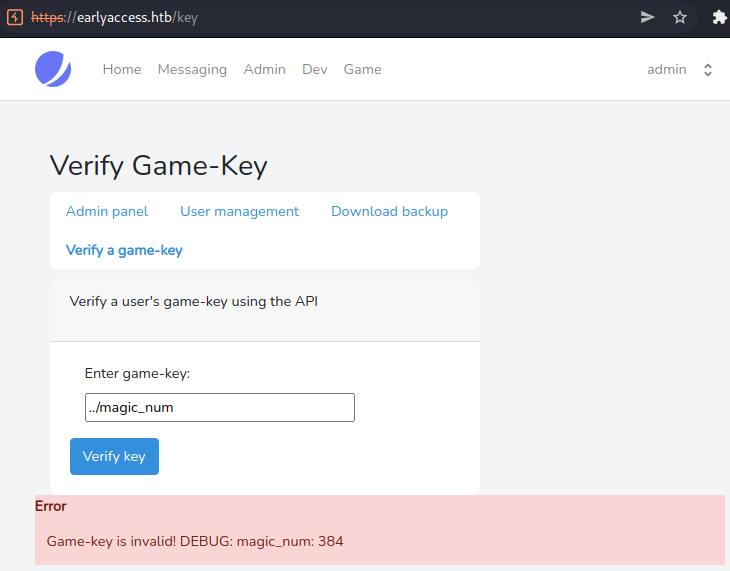 https://earlyaccess.htb/key
Home Messaging Admin Dev Game admin
Verify Game-Key
Admin panel User management Download backup
Verify a game-key
Verify a user's game-key using the API
Enter game-key:
../magic_num
Verify key
Error
Game-key is invalid! DEBUG: magic_num: 384